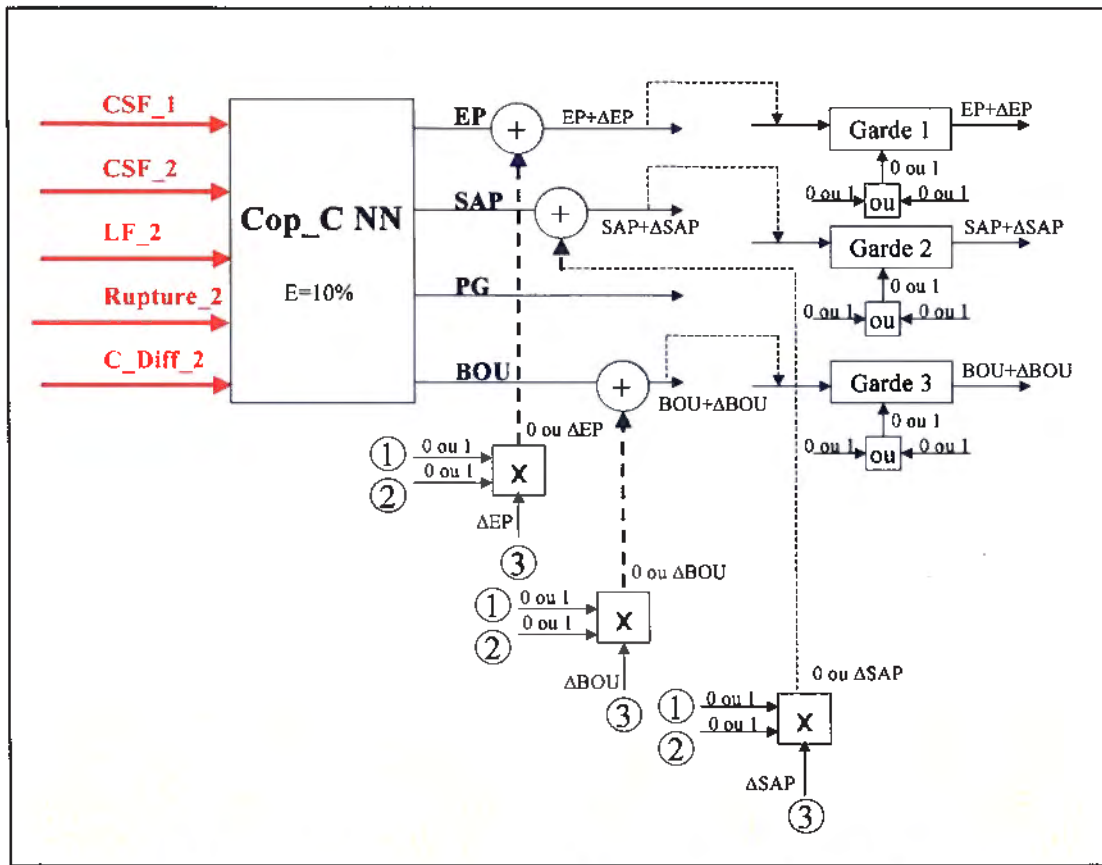 CSF_1
CSF_2
LF_2
Rupture_2
C_Diff_2
Cop_C NN
E=10%
EP
+
EP+ΔEP
Garde 1
EP+ΔEP
0 ou 1
0 ou 1
ou
0 ou 1
SAP
+
SAP+ΔSAP
Garde 2
SAP+ΔSAP
0 ou 1
0 ou 1
ou
0 ou 1
PG
BOU
+
BOU+ΔBOU
Garde 3
BOU+ΔBOU
0 ou 1
0 ou 1
ou
0 ou 1
0 ou ΔEP
1
0 ou 1
2
0 ou 1
X
ΔEP
3
0 ou ΔBOU
1
0 ou 1
2
0 ou 1
X
ΔBOU
3
0 ou ΔSAP
1
0 ou 1
2
0 ou 1
X
ΔSAP
3